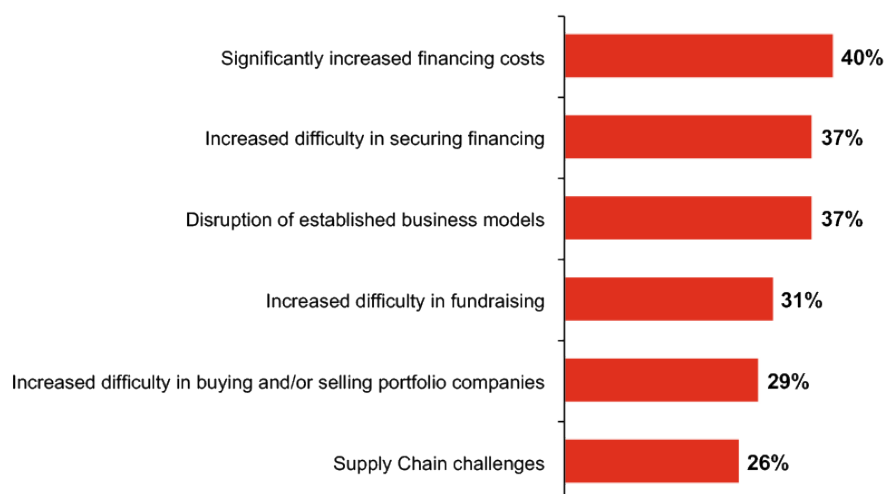 Significantly increased financing costs 40%
Increased difficulty in securing financing 37%
Disruption of established business models 37%
Increased difficulty in fundraising 31%
Increased difficulty in buying and/or selling portfolio companies 29%
Supply Chain challenges 26%